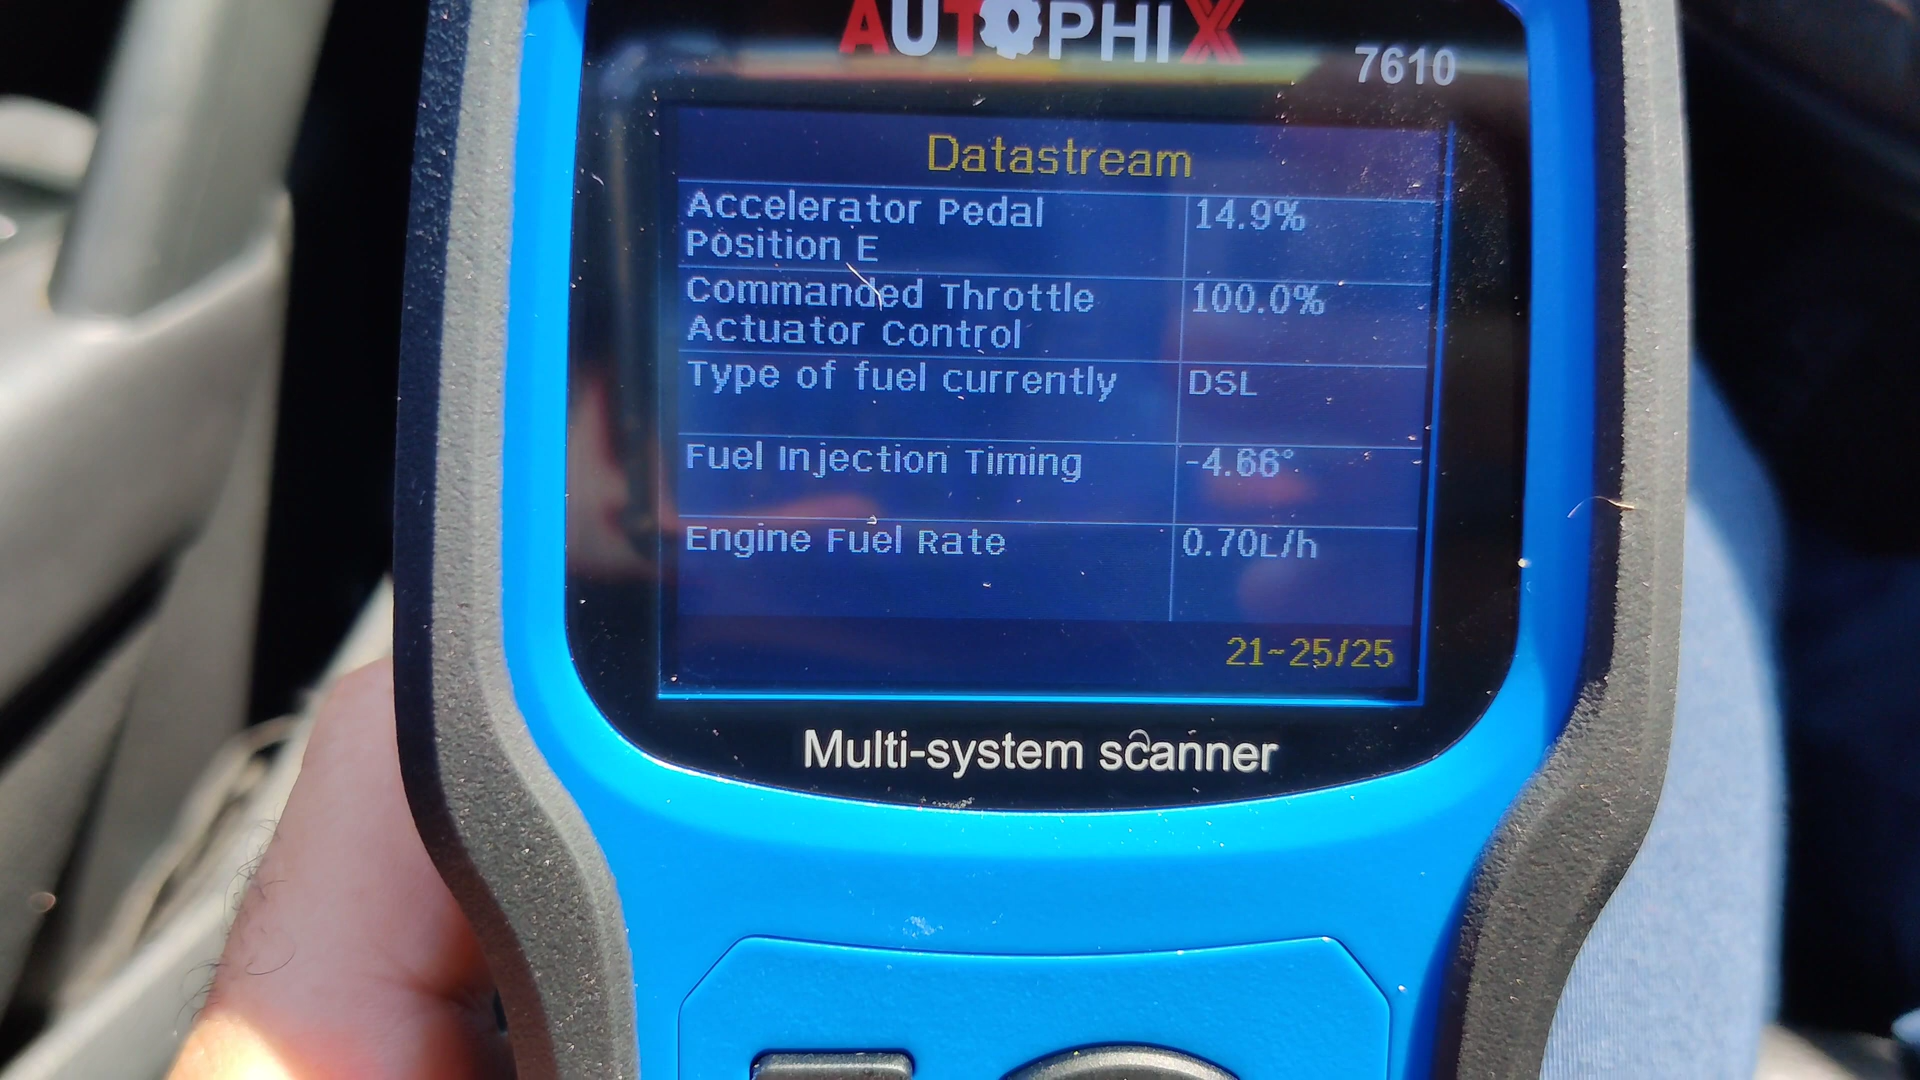 AUTOPHIX
7610
Datastream
Accelerator Pedal
Position E
14.9%
Commanded Throttle
Actuator Control
100.0%
Type of fuel currently
DSL
Fuel Injection Timing
-4.66°
Engine Fuel Rate
0.70L/h
21~25/25
Multi-system scanner